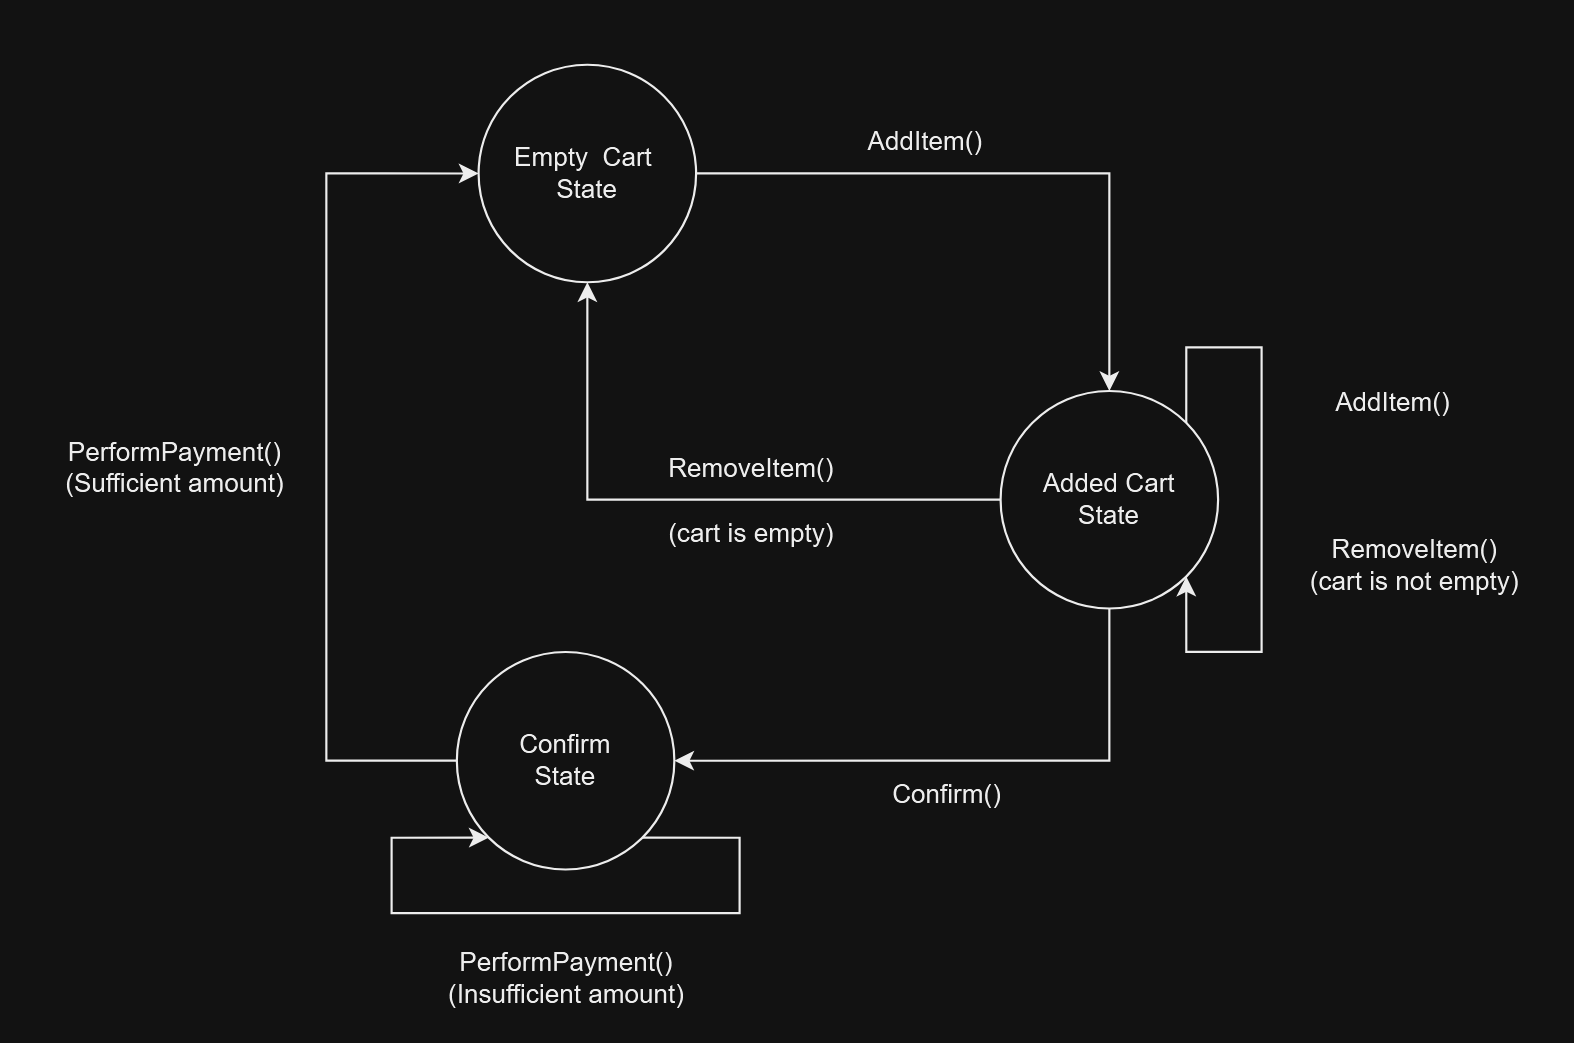 Empty  Cart
State
AddItem()
AddItem()
PerformPayment()
(Sufficient amount)
RemoveItem()
(cart is empty)
Added Cart
State
RemoveItem()
(cart is not empty)
Confirm
State
Confirm()
PerformPayment()
(Insufficient amount)